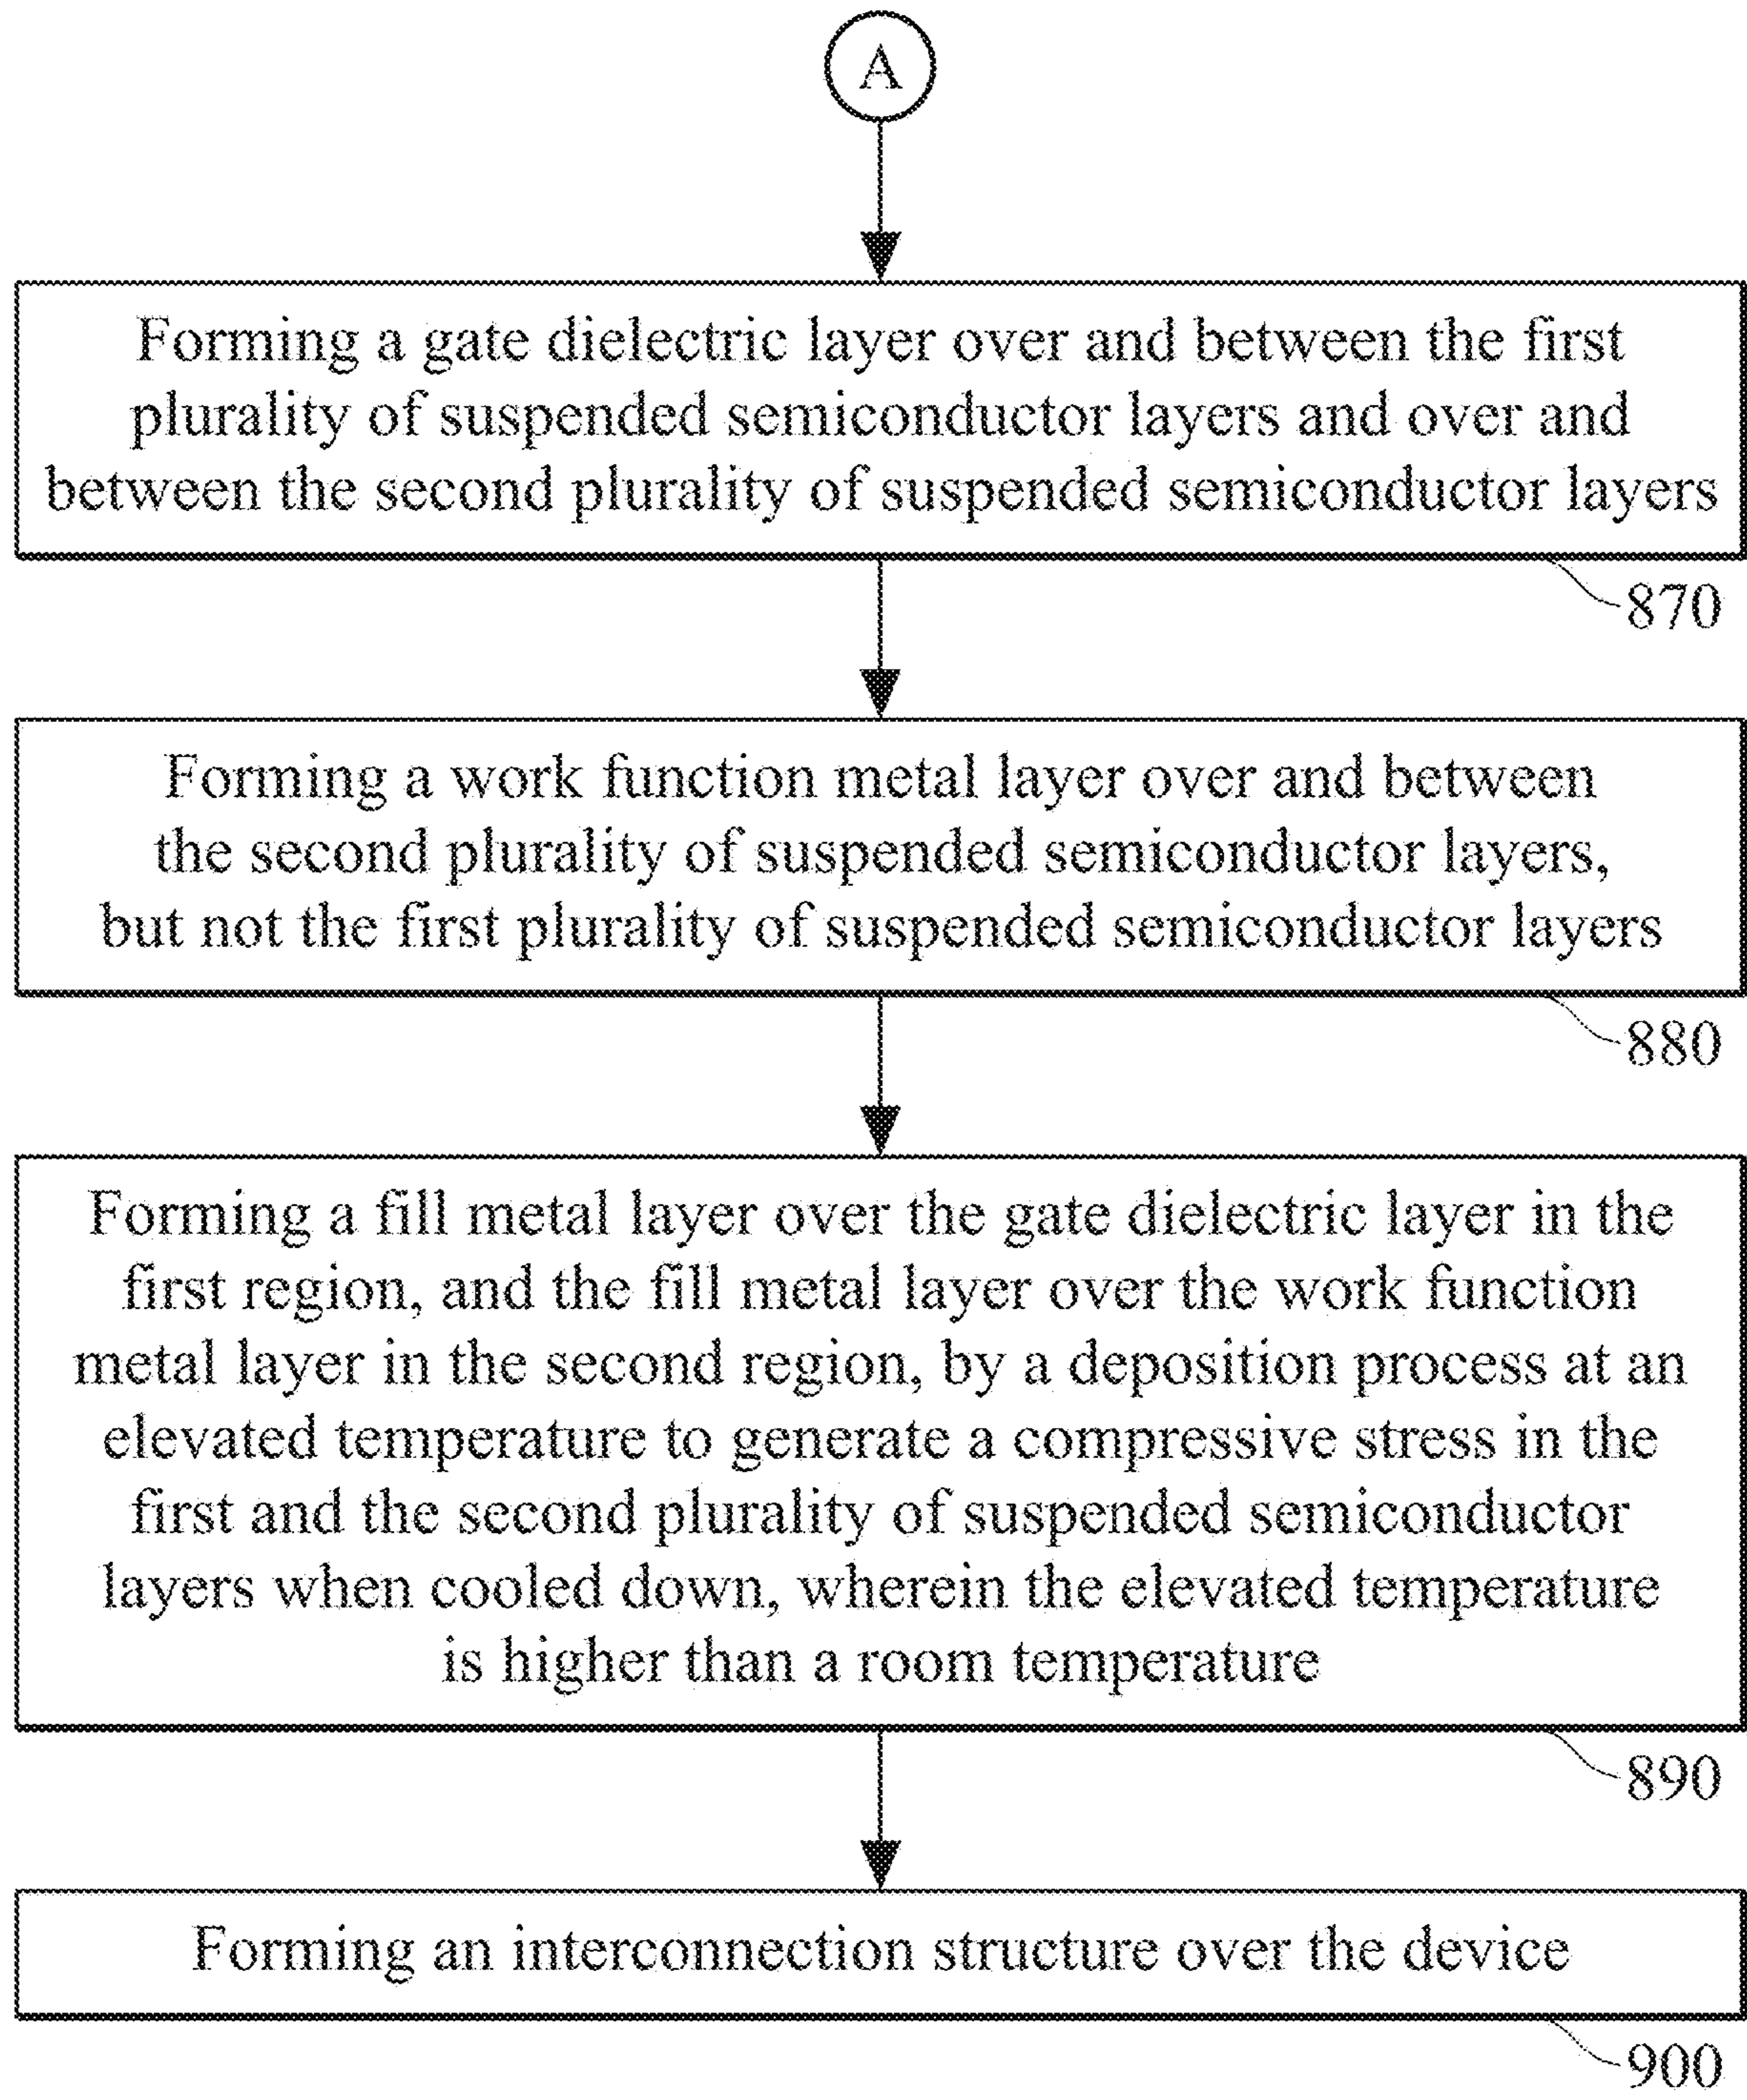 A
Forming a gate dielectric layer over and between the first
plurality of suspended semiconductor layers and over and
between the second plurality of suspended semiconductor layers
870
Forming a work function metal layer over and between
the second plurality of suspended semiconductor layers,
but not the first plurality of suspended semiconductor layers
880
Forming a fill metal layer over the gate dielectric layer in the
first region, and the fill metal layer over the work function
metal layer in the second region, by a deposition process at an
elevated temperature to generate a compressive stress in the
first and the second plurality of suspended semiconductor
layers when cooled down, wherein the elevated temperature
is higher than a room temperature
890
Forming an interconnection structure over the device
900